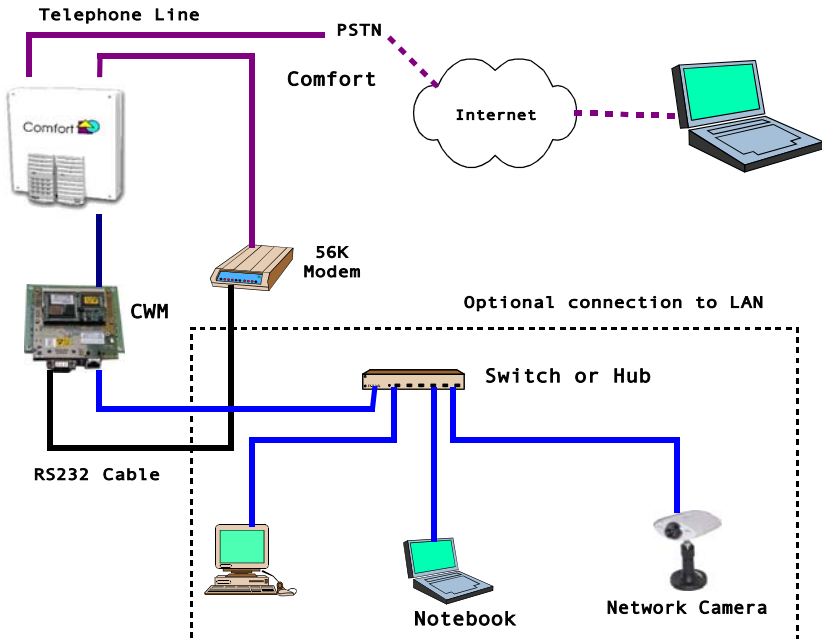 Telephone Line
PSTN
Comfort
Internet
Comfort
56K
Modem
CWM
Optional connection to LAN
Switch or Hub
RS232 Cable
Notebook
Network Camera